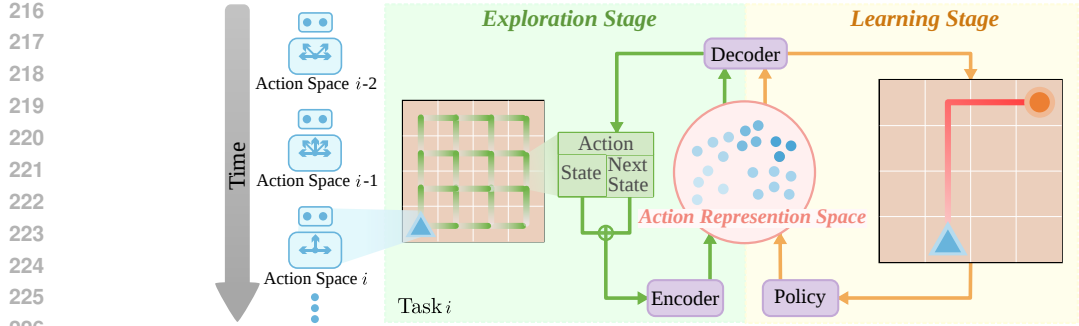 216
217
218
219
220
221
222
223
224
225
Time
Action Space i-2
Action Space i-1
Action Space i
Exploration Stage
Task i
Action
State
Next
State
Encoder
Decoder
Action Represention Space
Learning Stage
Policy